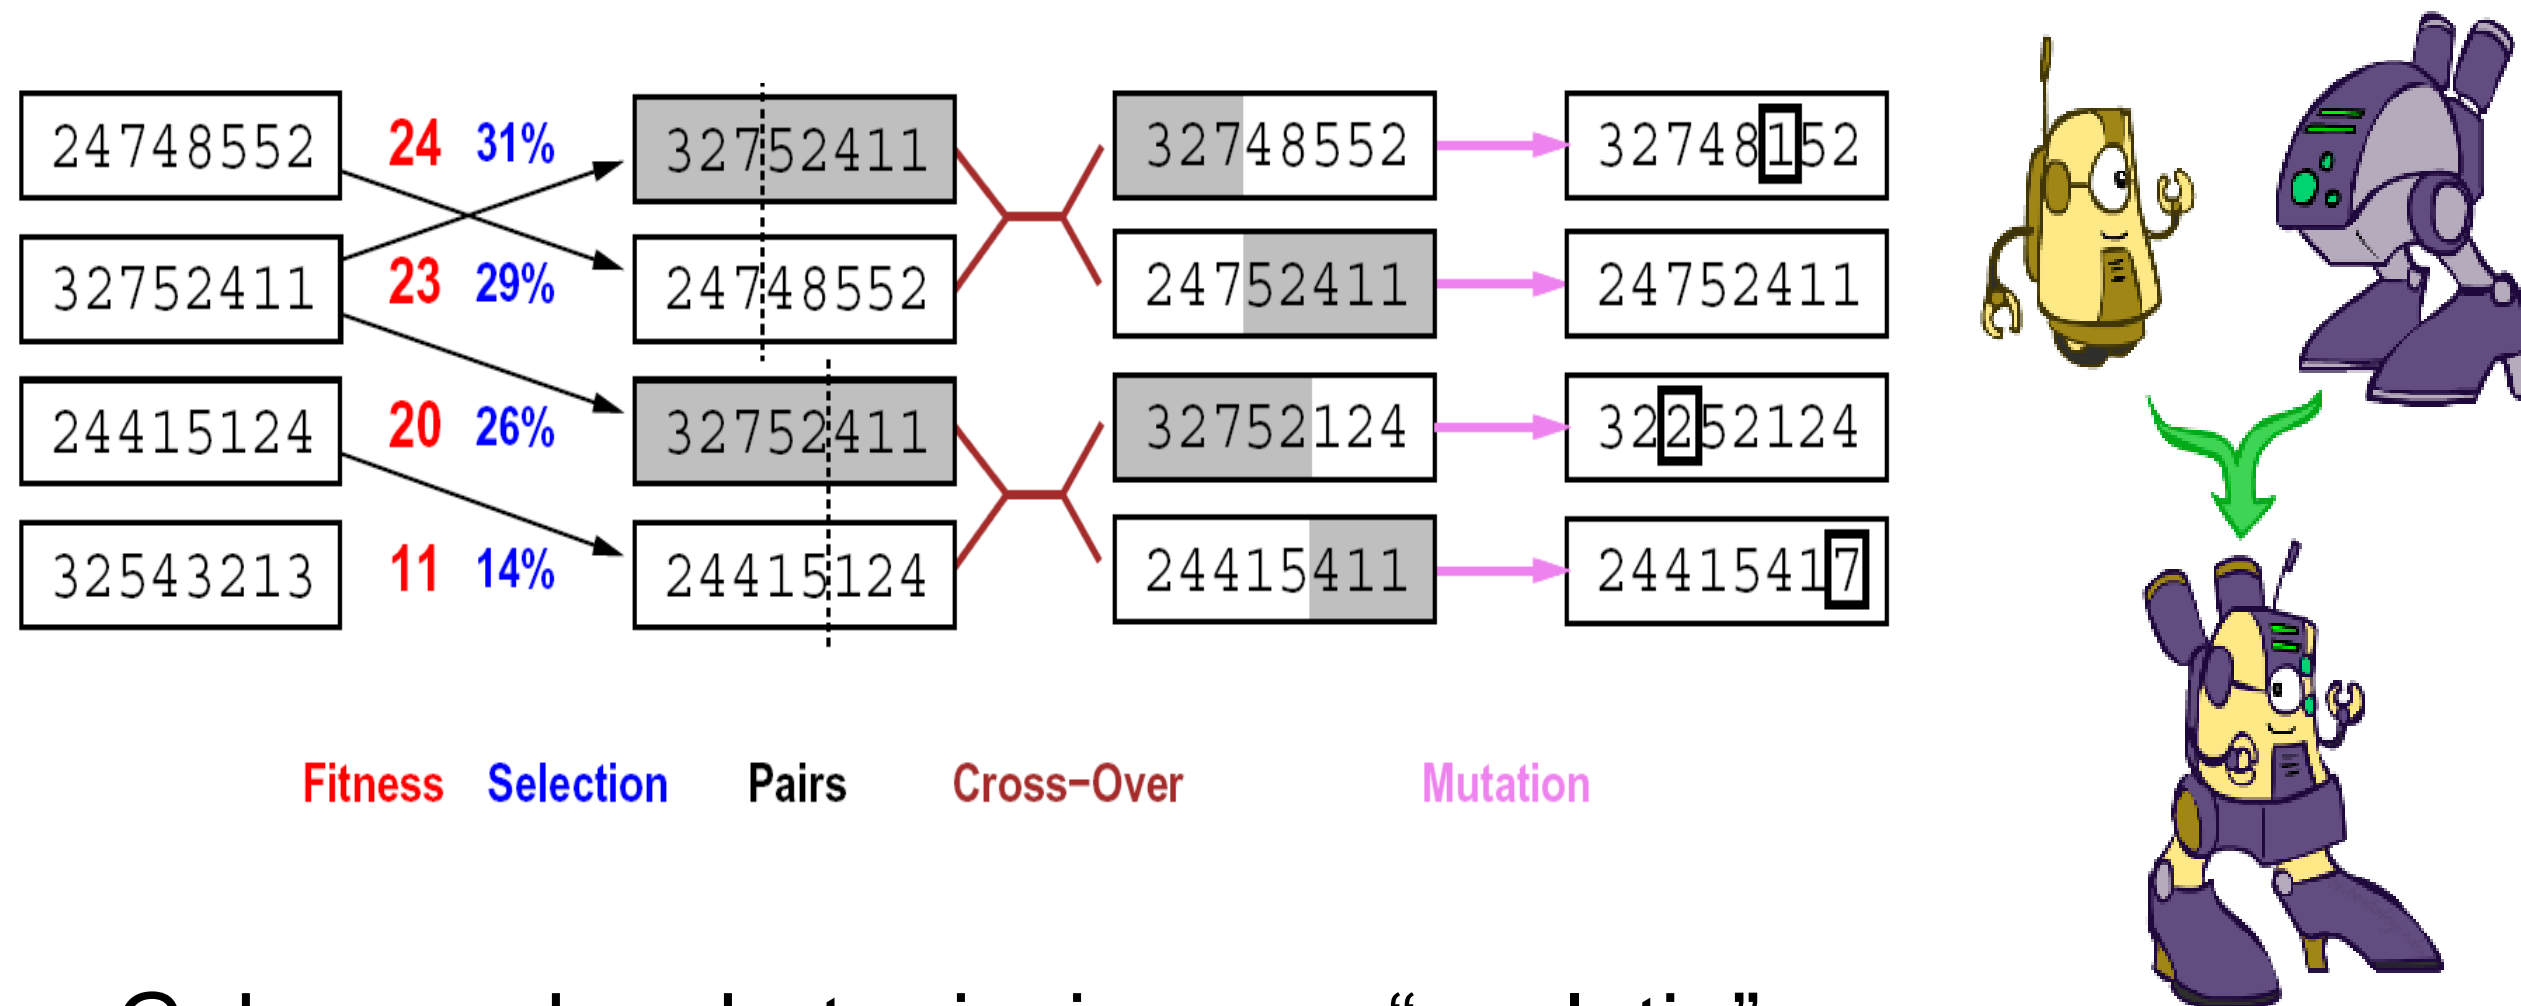 24748552 24 31% 32752411 32748552 32748152
32752411 23 29% 24748552 24752411 24752411
24415124 20 26% 32752411 32752124 32252124
32543213 11 14% 24415124 24415411 24415417
Fitness Selection Pairs Cross−Over Mutation